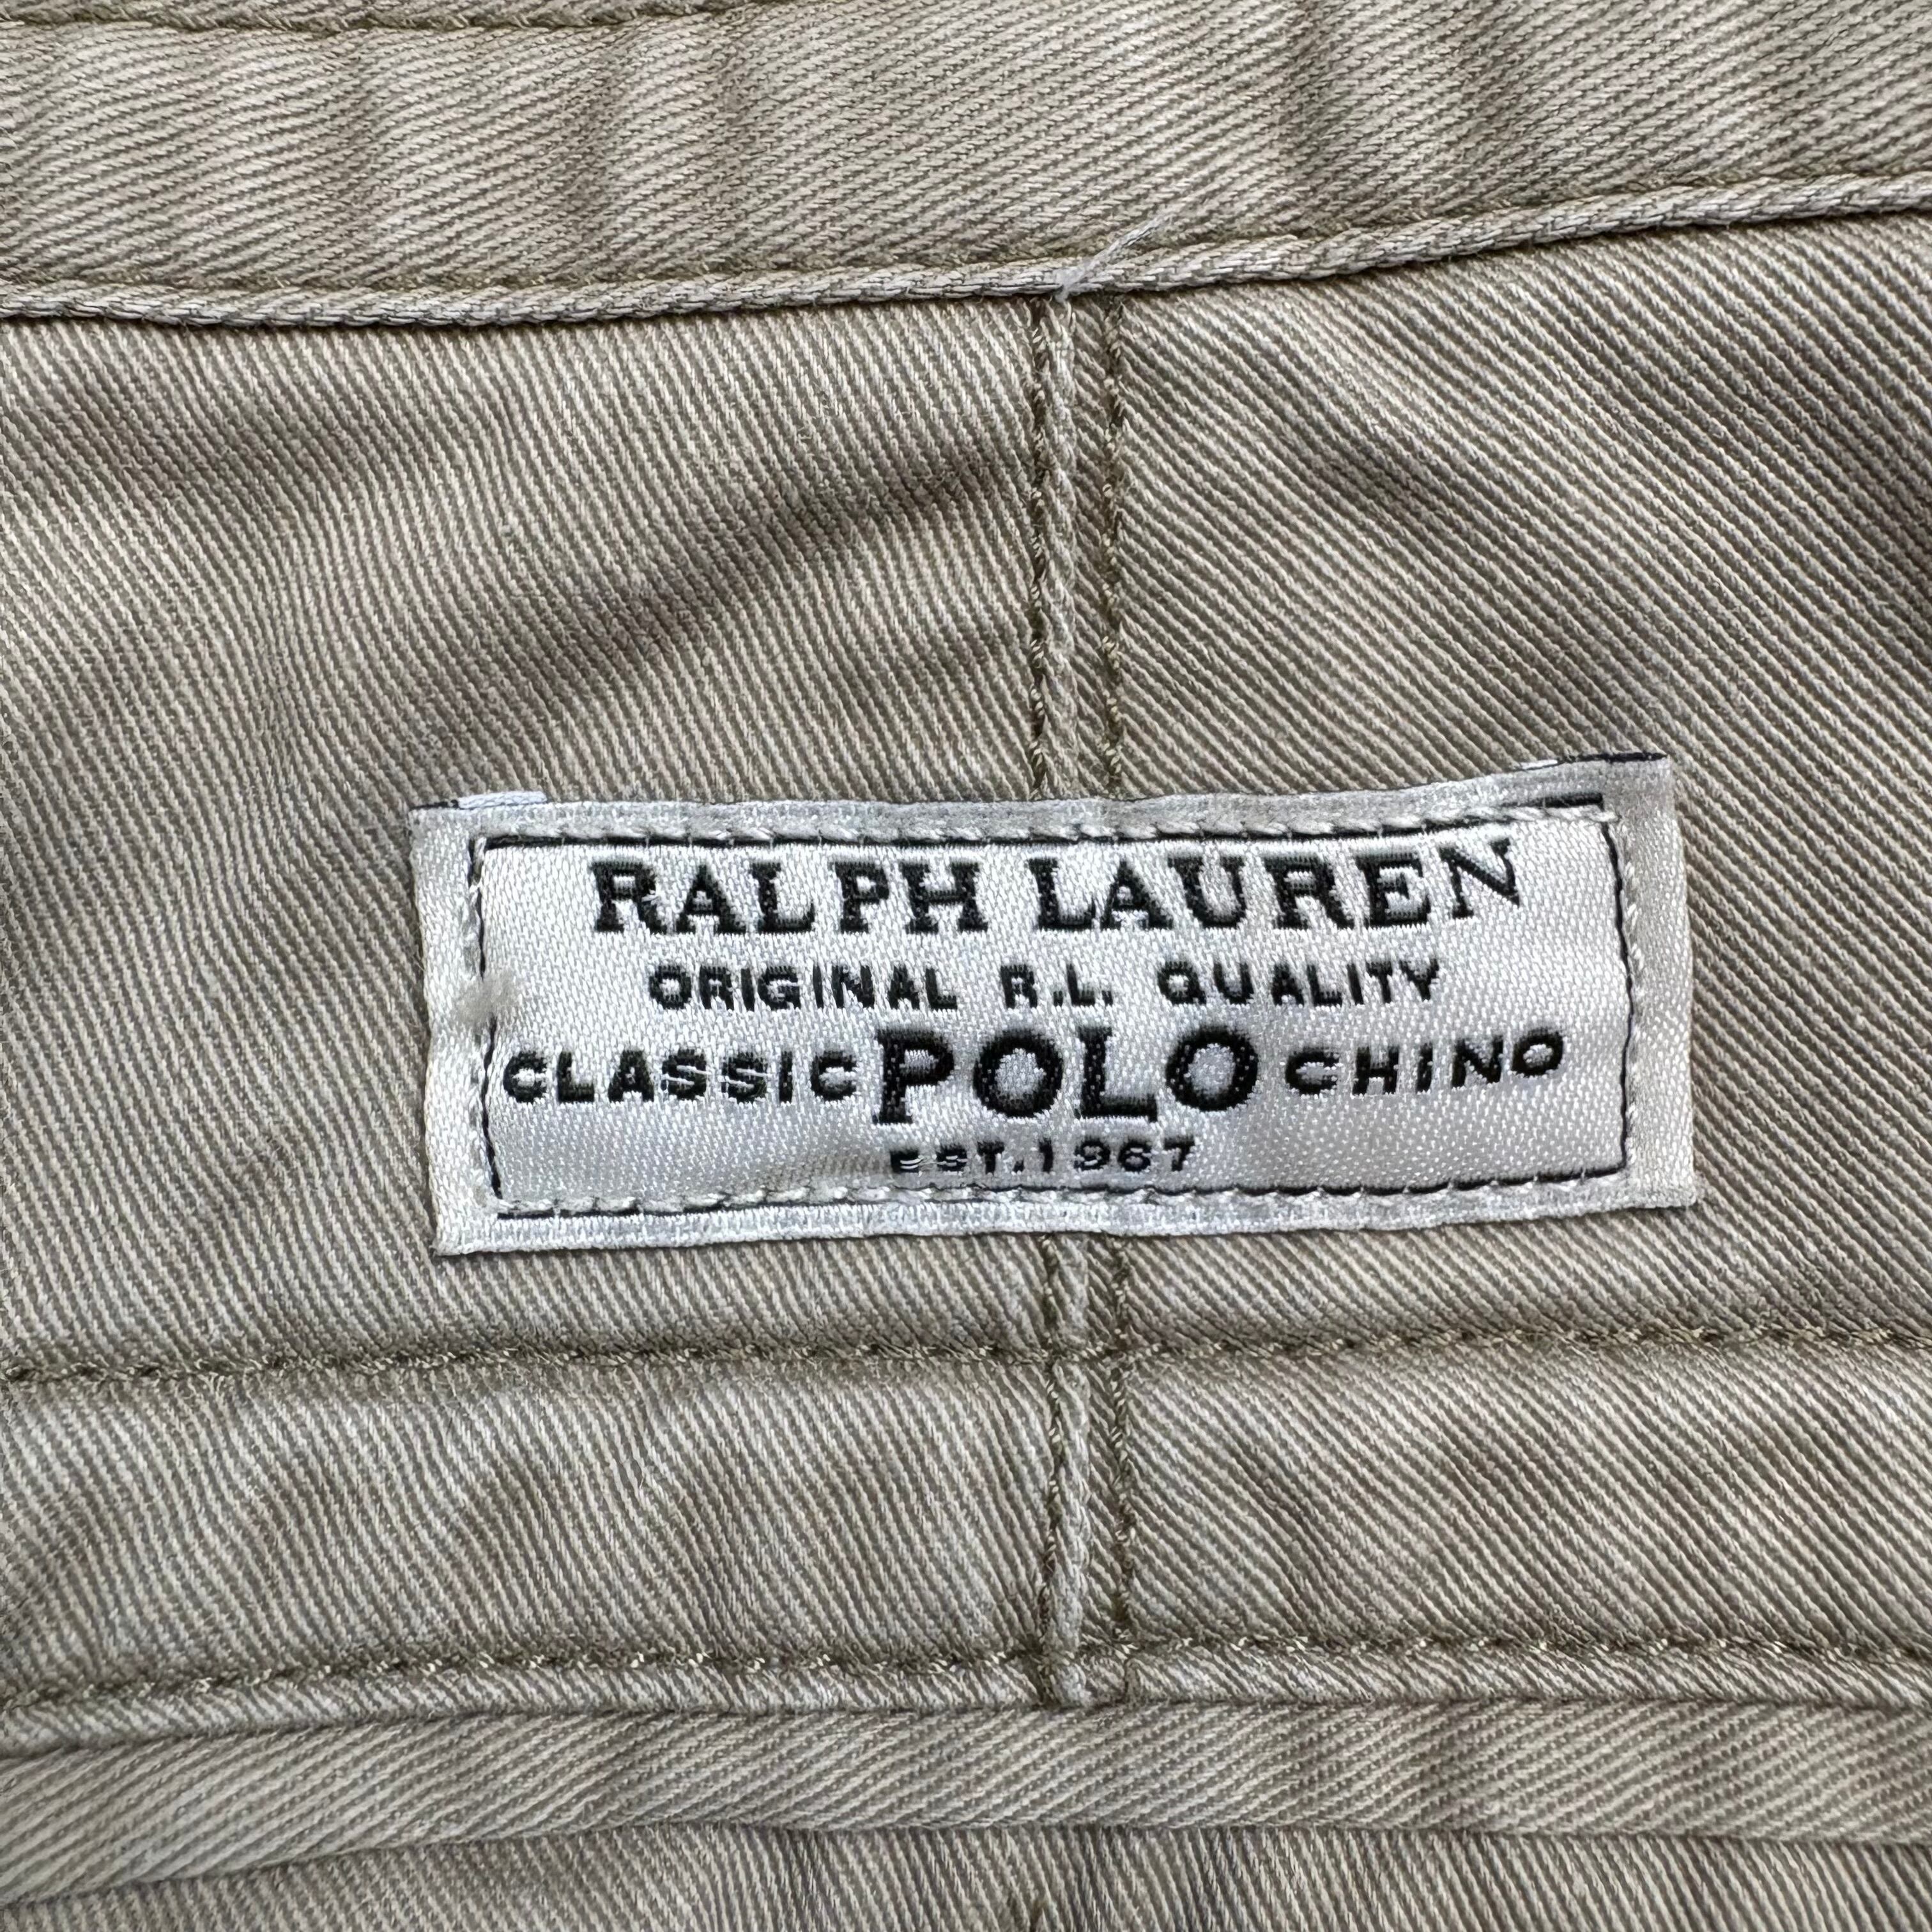 RALPH LAUREN
ORIGINAL R.L. QUALITY
CLASSIC POLO CHINO
EST.1967